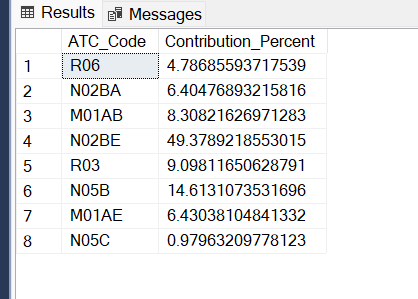 Results Messages
ATC_Code Contribution_Percent
1 R06 4.78685593717539
2 N02BA 6.40476893215816
3 M01AB 8.30821626971283
4 N02BE 49.3789218553015
5 R03 9.09811650628791
6 N05B 14.6131073531696
7 M01AE 6.43038104841332
8 N05C 0.97963209778123